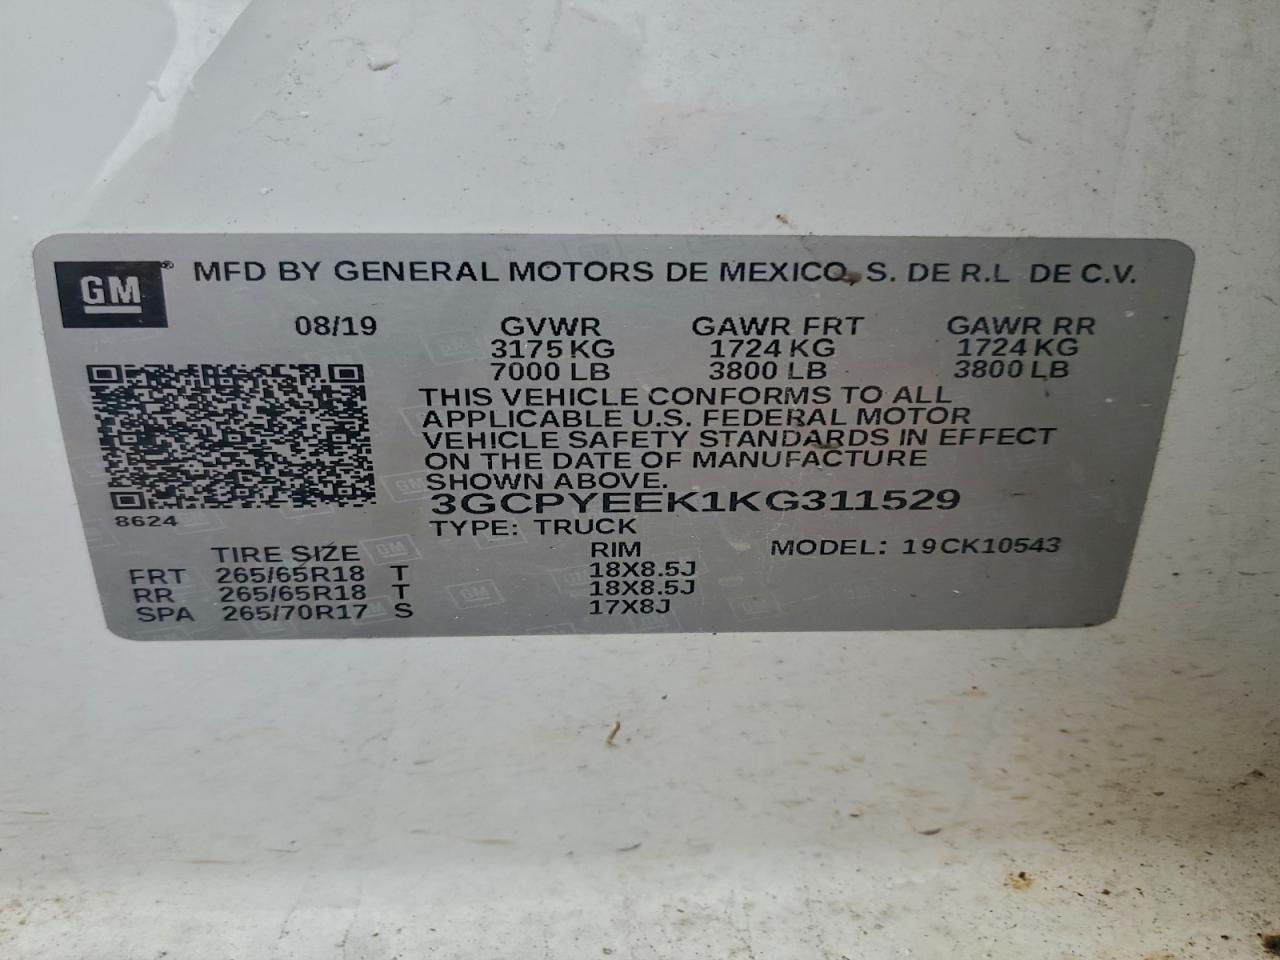 GM® MFD BY GENERAL MOTORS DE MEXICO, S. DE R.L DE C.V.
08/19 GVWR GAWR FRT GAWR RR
3175 KG 1724 KG 1724 KG
7000 LB 3800 LB 3800 LB
THIS VEHICLE CONFORMS TO ALL
APPLICABLE U.S. FEDERAL MOTOR
VEHICLE SAFETY STANDARDS IN EFFECT
ON THE DATE OF MANUFACTURE
SHOWN ABOVE.
3GCPYEEK1KG311529
8624
TYPE: TRUCK
TIRE SIZE RIM MODEL: 19CK10543
FRT 265/65R18 T 18X8.5J
RR 265/65R18 T 18X8.5J
SPA 265/70R17 S 17X8J